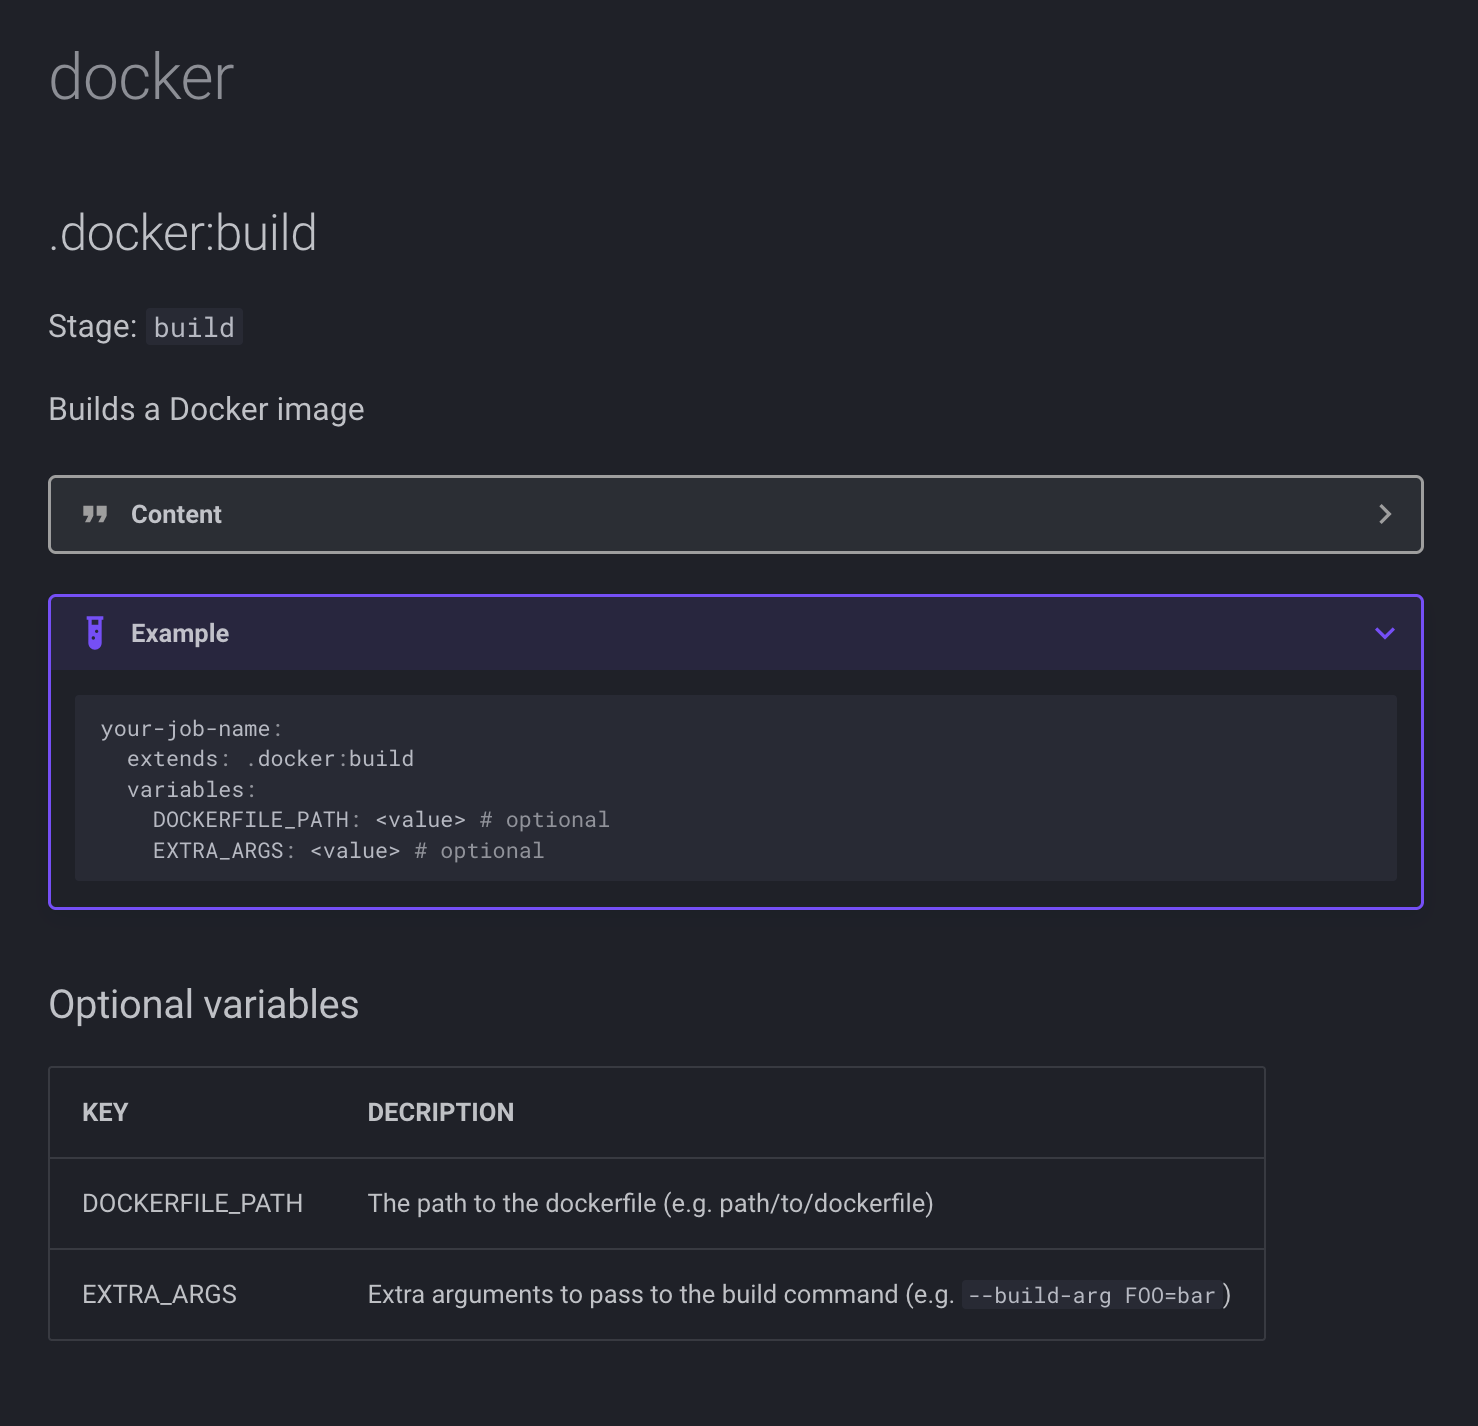 docker
.docker:build
Stage: build
Builds a Docker image
Content
Example
your-job-name:
  extends: .docker:build
  variables:
    DOCKERFILE_PATH: <value> # optional
    EXTRA_ARGS: <value> # optional
Optional variables
KEY DECRIPTION
DOCKERFILE_PATH The path to the dockerfile (e.g. path/to/dockerfile)
EXTRA_ARGS Extra arguments to pass to the build command (e.g. --build-arg FOO=bar)